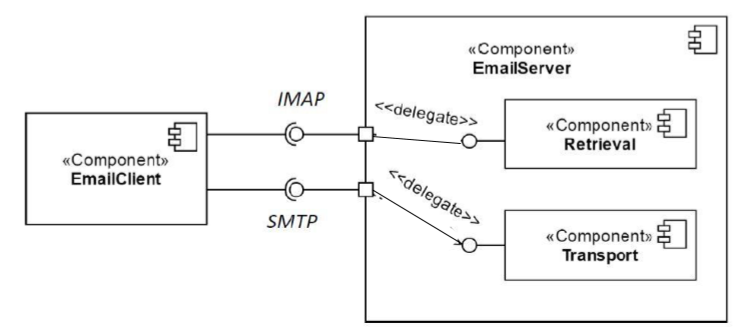 «Component»
EmailServer
IMAP
<<delegate>>
«Component»
Retrieval
«Component»
EmailClient
<<delegate>>
SMTP
«Component»
Transport